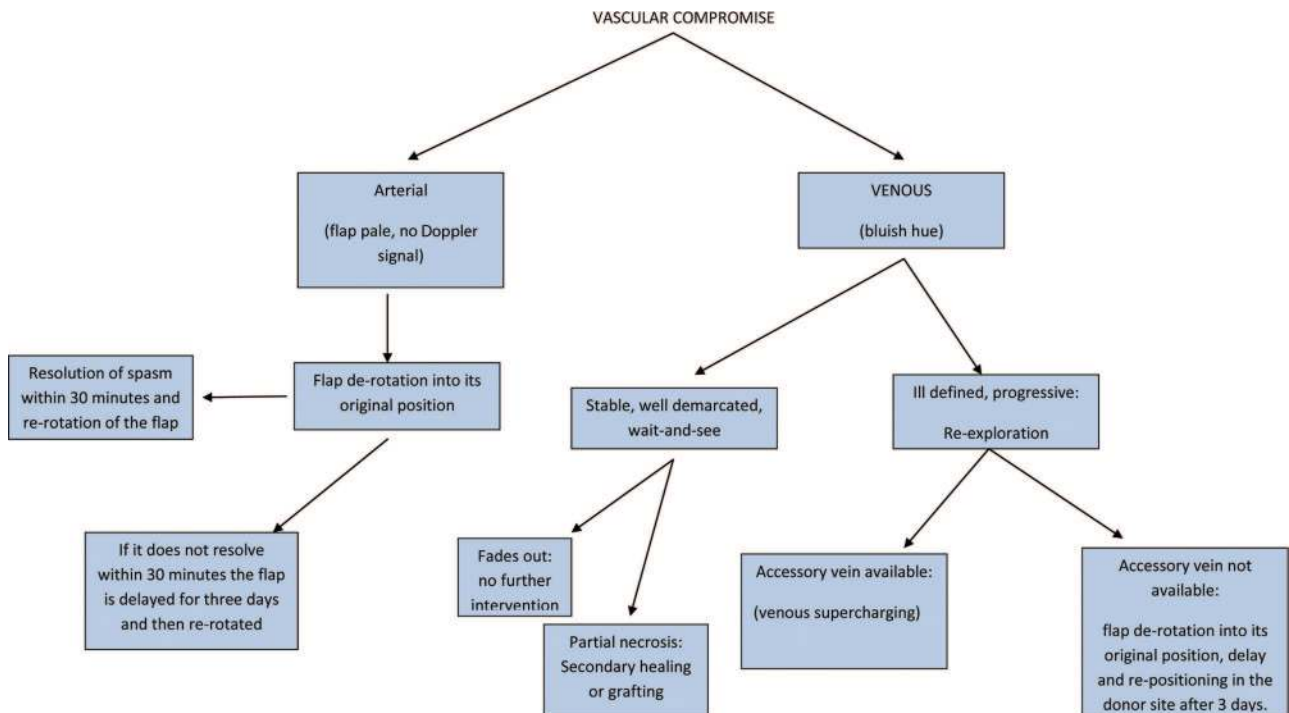 VASCULAR COMPROMISE
Arterial
(flap pale, no Doppler
signal)
VENOUS
(bluish hue)
Resolution of spasm
within 30 minutes and
re-rotation of the flap
Flap de-rotation into its
original position
Stable, well demarcated,
wait-and-see
Ill defined, progressive:
Re-exploration
If it does not resolve
within 30 minutes the flap
is delayed for three days
and then re-rotated
Fades out:
no further
intervention
Partial necrosis:
Secondary healing
or grafting
Accessory vein available:
(venous supercharging)
Accessory vein not
available:
flap de-rotation into its
original position, delay
and re-positioning in the
donor site after 3 days.